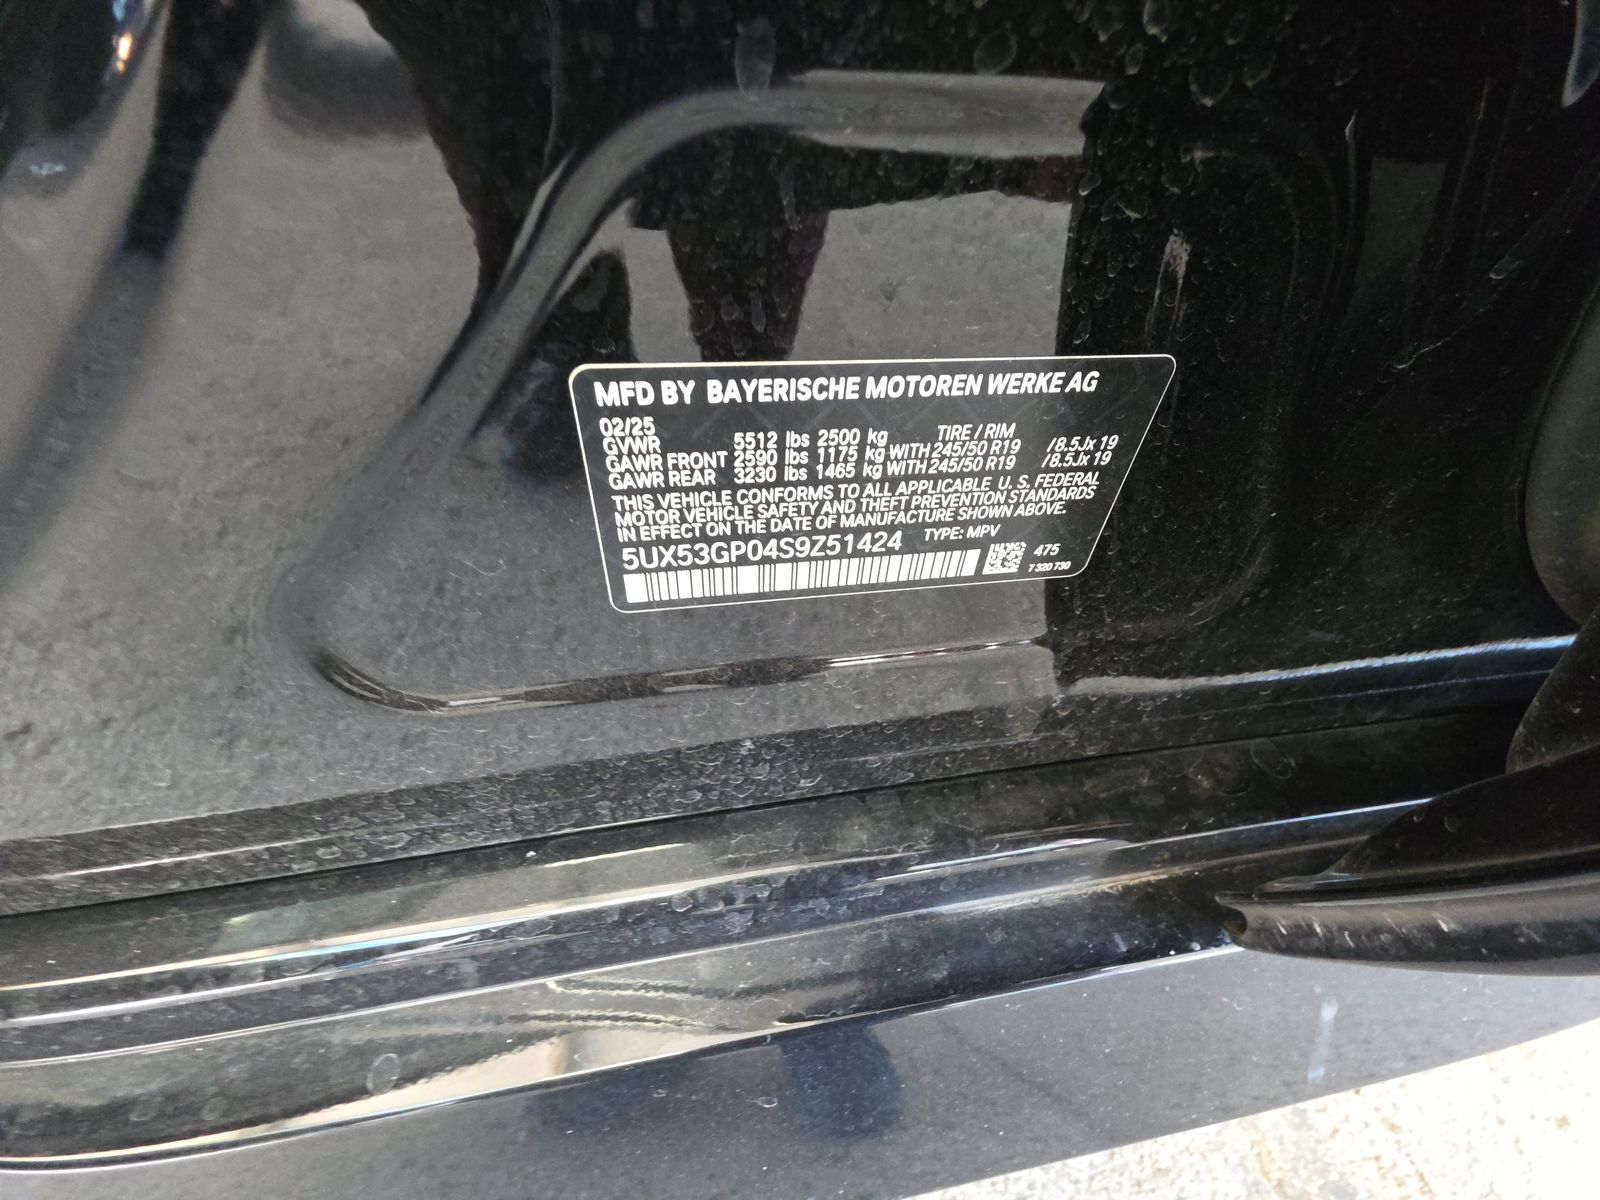 MFD BY BAYERISCHE MOTOREN WERKE AG
02/25 TIRE / RIM
GVWR 5512 lbs 2500 kg
GAWR FRONT 2590 lbs 1175 kg WITH 245/50 R19 /8.5Jx 19
GAWR REAR 3230 lbs 1465 kg WITH 245/50 R19 /8.5Jx 19
THIS VEHICLE CONFORMS TO ALL APPLICABLE U. S. FEDERAL
MOTOR VEHICLE SAFETY AND THEFT PREVENTION STANDARDS
IN EFFECT ON THE DATE OF MANUFACTURE SHOWN ABOVE.
5UX53GP04S9Z51424 TYPE: MPV
475
7 320 730